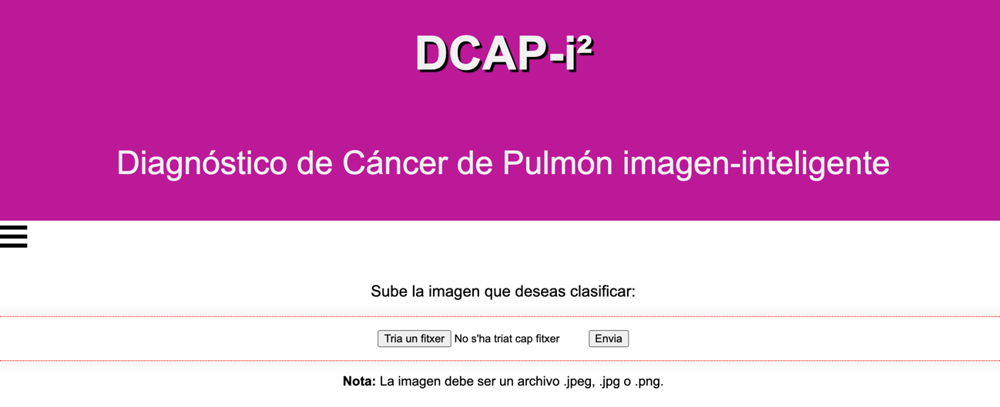 DCAP-i²
Diagnóstico de Cáncer de Pulmón imagen-inteligente
Sube la imagen que deseas clasificar:
Tria un fitxer No s'ha triat cap fitxer Envia
Nota: La imagen debe ser un archivo .jpeg, .jpg o .png.